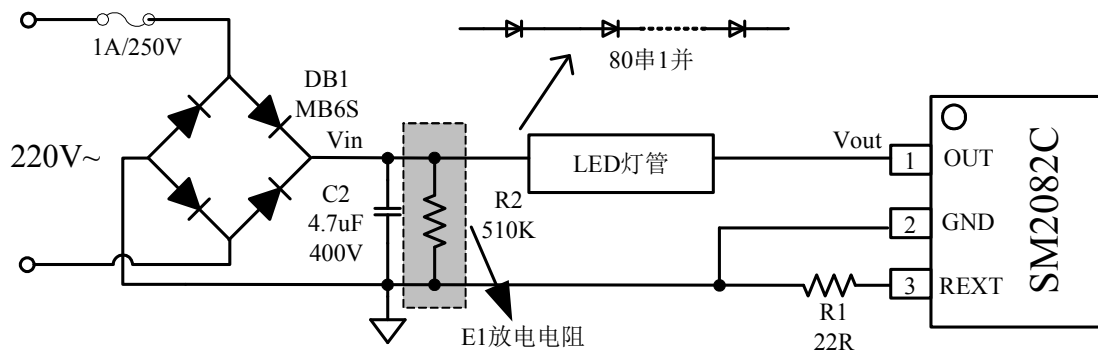 1A/250V
80串1并
DB1
MB6S
220V~
Vin
LED灯管
Vout
1
OUT
C2
4.7uF
400V
R2
510K
2
GND
3
REXT
SM2082C
R1
22R
E1放电电阻